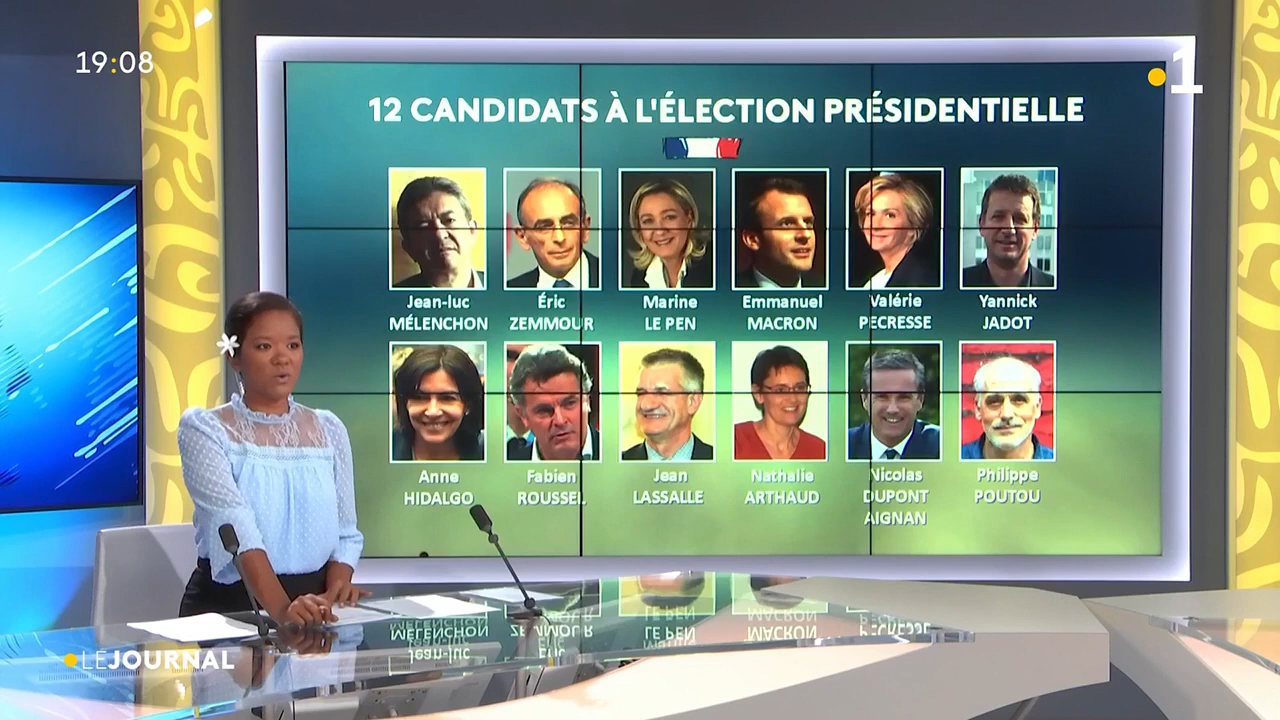 19:08
1
12 CANDIDATS À L'ÉLECTION PRÉSIDENTIELLE
Jean-luc
MÉLENCHON
Éric
ZEMMOUR
Marine
LE PEN
Emmanuel
MACRON
Valérie
PECRESSE
Yannick
JADOT
Anne
HIDALGO
Fabien
ROUSSEL
Jean
LASSALLE
Nathalie
ARTHAUD
Nicolas
DUPONT
AIGNAN
Philippe
POUTOU
LEJOURNAL